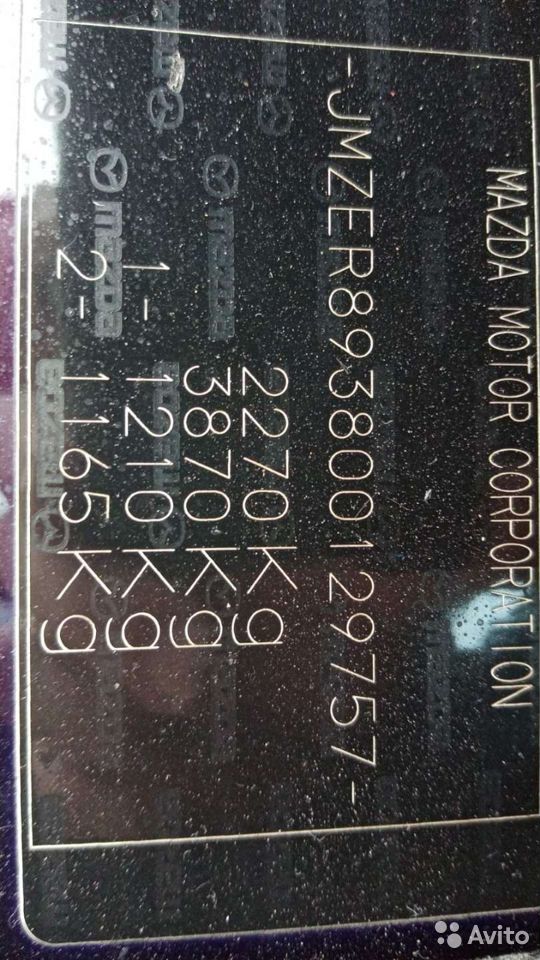 MAZDA MOTOR CORPORATION
-JMZER893800129757-
2270Kg
3870Kg
1- 1210Kg
2- 1165Kg
mazda
mazda
Avito